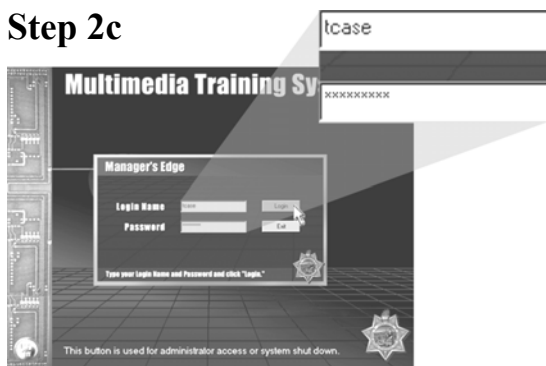 Step 2c
tcase
xxxxxxxxx
Multimedia Training Sy
Manager's Edge
Login Name
tcase
Login
Password
Exit
Type your Login Name and Password and click "Login."
This button is used for administrator access or system shut down.